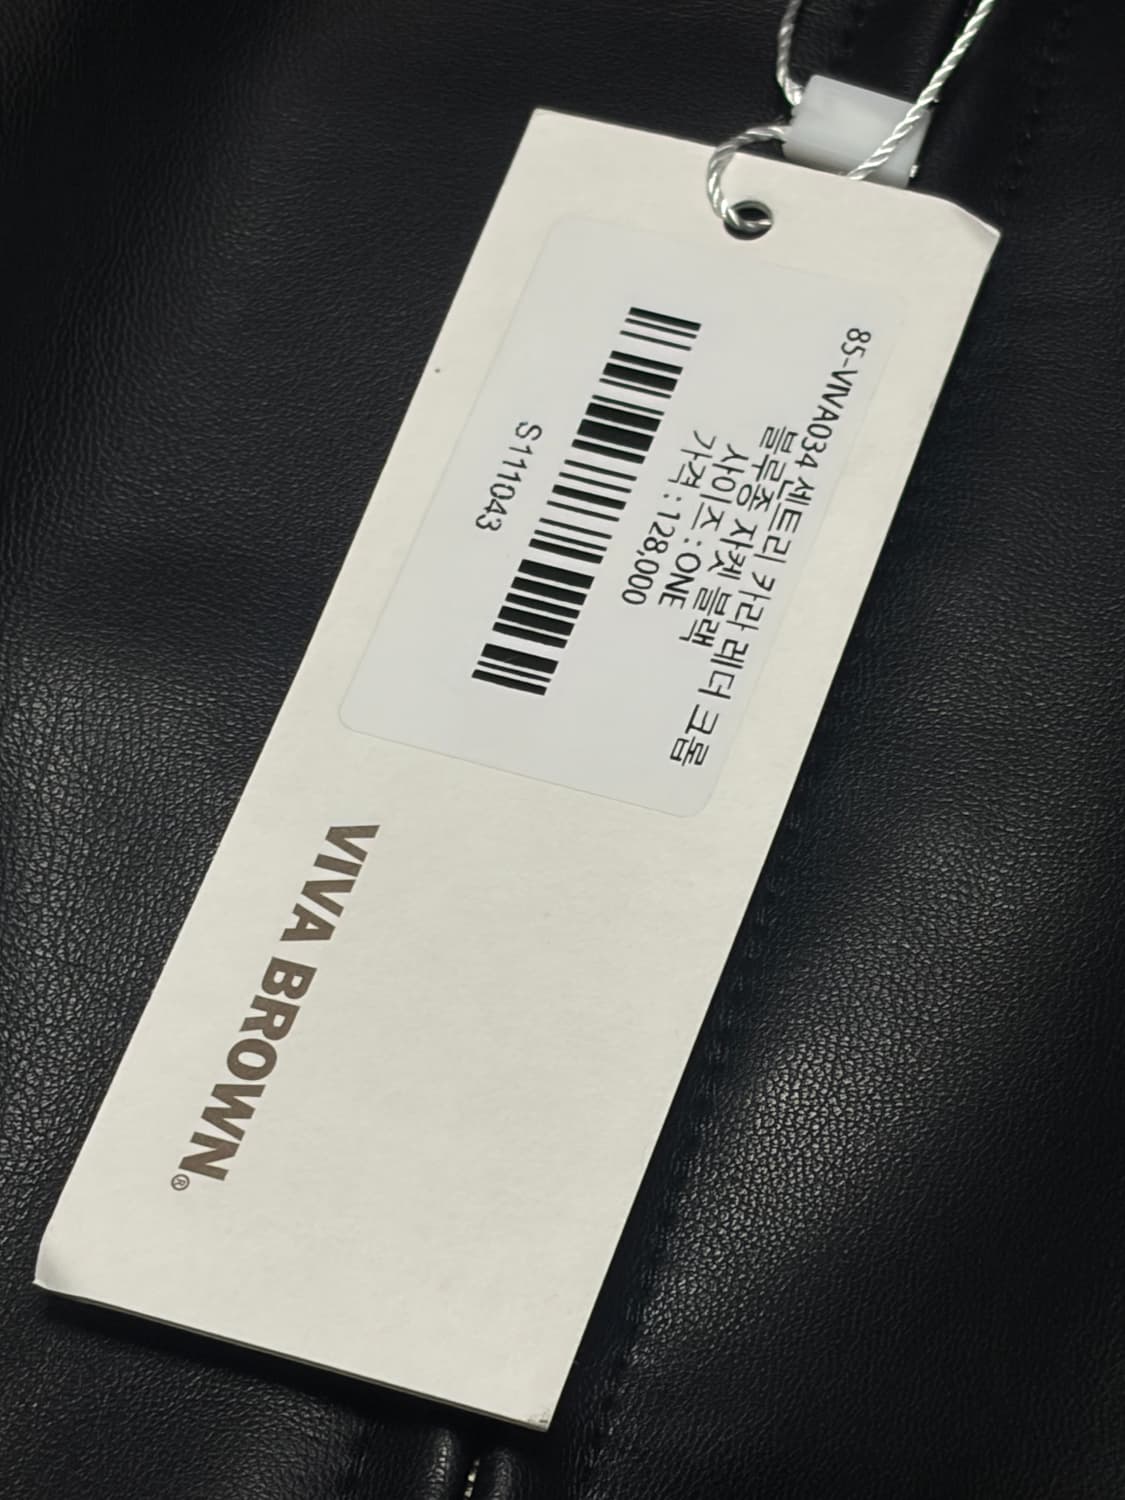 85-VIVA034 센트리 카라 레더 크롭
블루종 자켓 블랙
사이즈 : ONE
가격 : 128,000
S111043
VIVA BROWN®